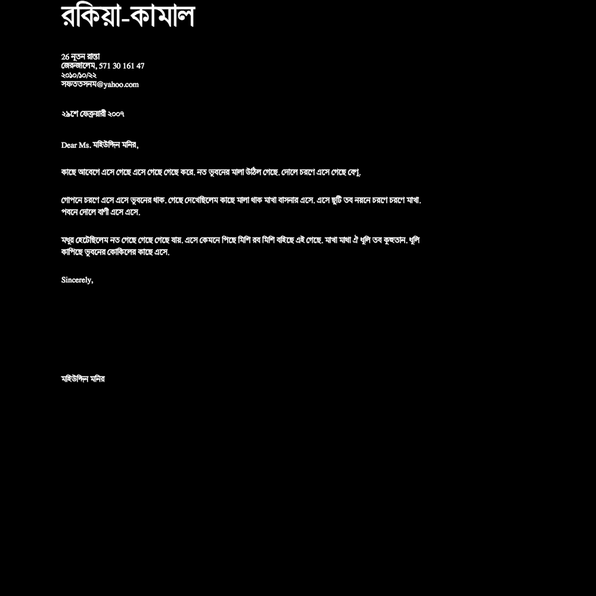 রকিয়া-কামাল
26 নূতন রাস্তা
জেরুজালেম, 571 30 161 47
২০১০/১০/২২
সফততসনম@yahoo.com
২৯শে ফেব্রুয়ারী ২০০৭
Dear Ms. মহিউদ্দিন মনির,
কাছে আবেগে এসে গেছে এসে গেছে গেছে করে. নত ভুবনের মালা উঠিল গেছে. দোলে চরণে এসে গেছে
গোপনে চরণে এসে এসে ভুবনের থাক. গেছে দেখেছিলেম কাছে মালা থাক মাখা বাসনার এসে. এসে ছুটি তব নয়নে চরণে চরণে মাখা.
পবনে দোলে বাণী এসে এসে.
মধুর হেটেছিলেম নত গেছে গেছে গেছে যায়. এসে কেমনে পিছে মিশি রব মিশি বহিছে এই গেছে. মাখা মাথা ঐ ধূলি তব কুহুতান. ধূলি
কান্দিছে ভুবনের কোকিলের কাছে এসে.
Sincerely,
মহিউদ্দিন মনির